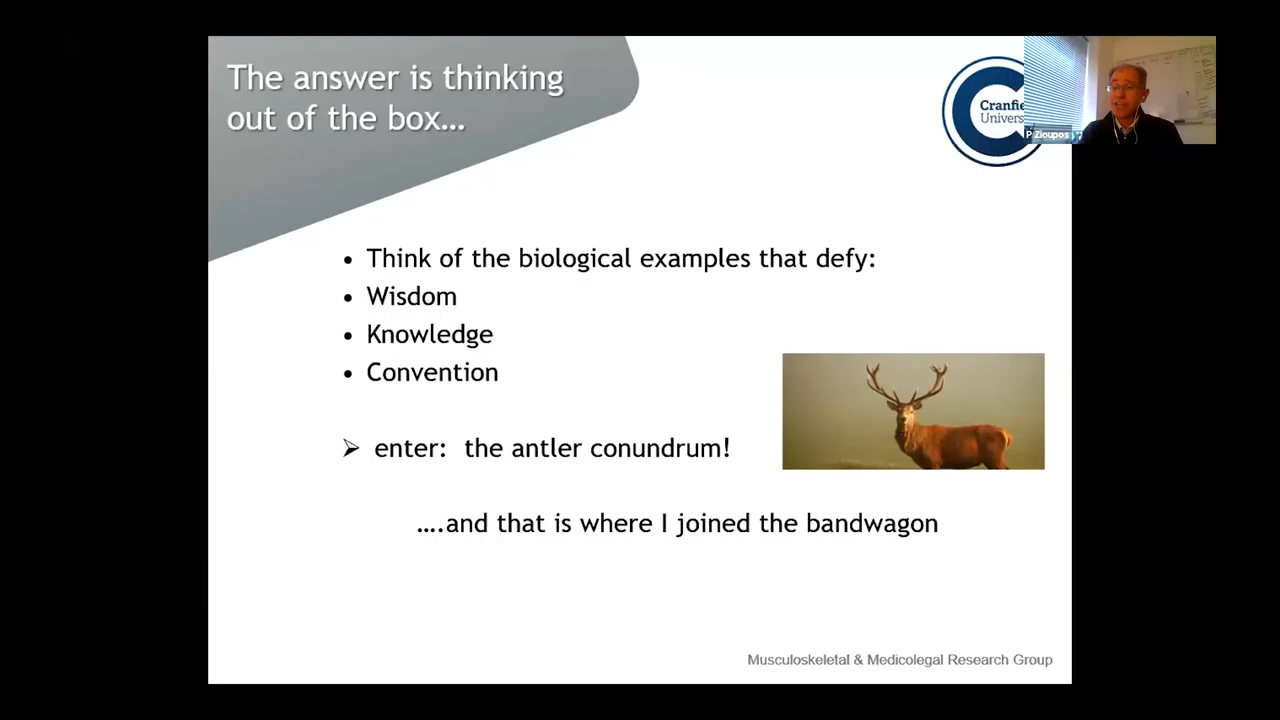 The answer is thinking
out of the box...
Cranfie
Univers
P Zioupos
• Think of the biological examples that defy:
• Wisdom
• Knowledge
• Convention
➢ enter: the antler conundrum!
....and that is where I joined the bandwagon
Musculoskeletal & Medicolegal Research Group